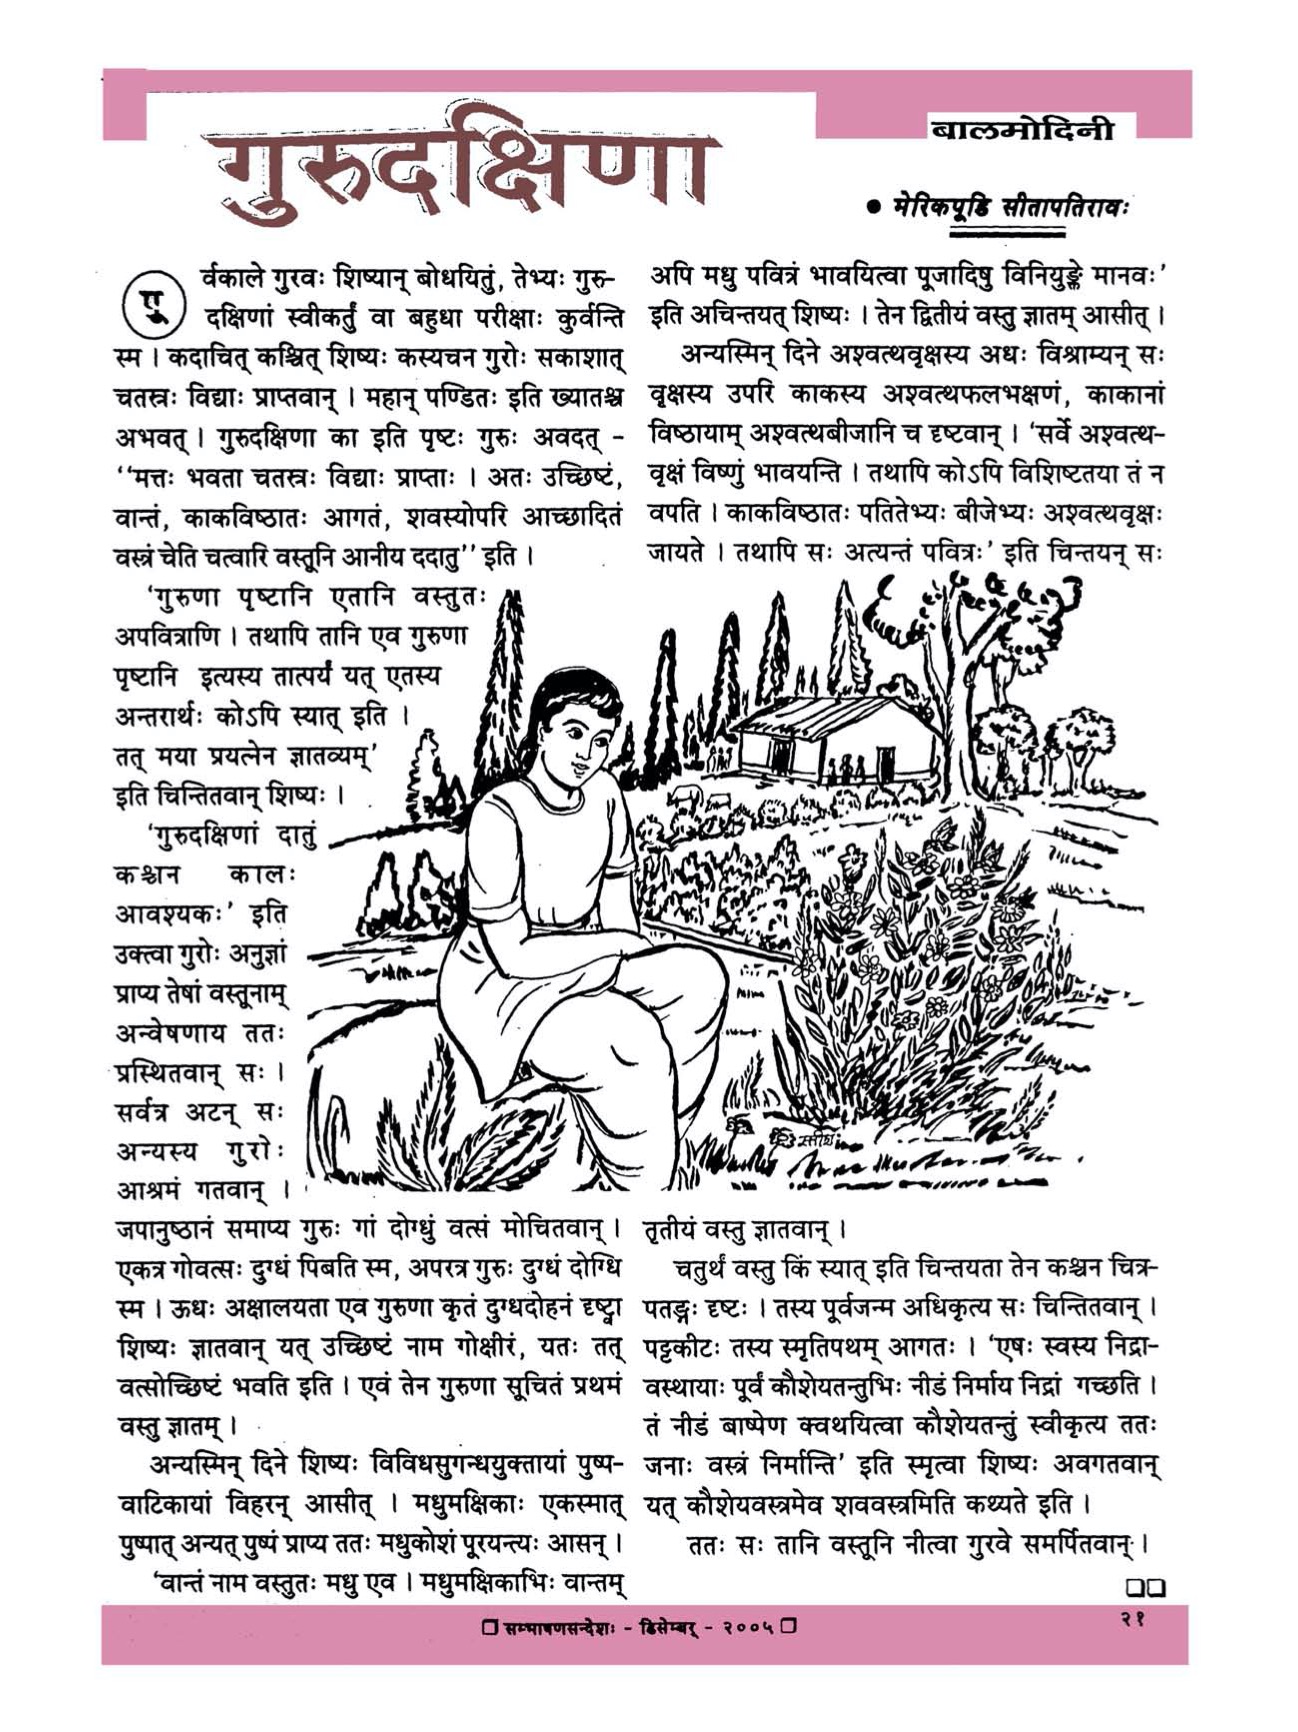 बालमोदिनी
गुरुदक्षिणा
● मेरिकपूडि सीतापतिरावः
पूर्वकाले गुरवः शिष्यान् बोधयितुं, तेभ्यः गुरु-
दक्षिणां स्वीकर्तुं वा बहुधा परीक्षाः कुर्वन्ति
स्म । कदाचित् कश्चित् शिष्यः कस्यचन गुरोः सकाशात्
चतस्रः विद्याः प्राप्तवान् । महान् पण्डितः इति ख्यातश्च
अभवत् । गुरुदक्षिणा का इति पृष्टः गुरुः अवदत् -
‘‘मत्तः भवता चतस्रः विद्याः प्राप्ताः । अतः उच्छिष्टं,
वान्तं, काकविष्ठातः आगतं, शवस्योपरि आच्छादितं
वस्त्रं चेति चत्वारि वस्तूनि आनीय ददातु’’ इति ।
‘गुरुणा पृष्टानि एतानि वस्तुतः
अपवित्राणि । तथापि तानि एव गुरुणा
पृष्टानि इत्यस्य तात्पर्यं यत् एतस्य
अन्तरार्थः कोऽपि स्यात् इति ।
तत् मया प्रयत्नेन ज्ञातव्यम्’
इति चिन्तितवान् शिष्यः ।
‘गुरुदक्षिणां दातुं
कश्चन कालः
आवश्यकः’ इति
उक्त्वा गुरोः अनुज्ञां
प्राप्य तेषां वस्तूनाम्
अन्वेषणाय ततः
प्रस्थितवान् सः ।
सर्वत्र अटन् सः
अन्यस्य गुरोः
आश्रमं गतवान् ।
जपानुष्ठानं समाप्य गुरुः गां दोग्धुं वत्सं मोचितवान् ।
एकत्र गोवत्सः दुग्धं पिबति स्म, अपरत्र गुरुः दुग्धं दोग्धि
स्म । ऊधः अक्षालयता एव गुरुणा कृतं दुग्धदोहनं दृष्ट्वा
शिष्यः ज्ञातवान् यत् उच्छिष्टं नाम गोक्षीरं, यतः तत्
वत्सोच्छिष्टं भवति इति । एवं तेन गुरुणा सूचितं प्रथमं
वस्तु ज्ञातम् ।
अन्यस्मिन् दिने शिष्यः विविधसुगन्धयुक्तायां पुष्प-
वाटिकायां विहरन् आसीत् । मधुमक्षिकाः एकस्मात्
पुष्पात् अन्यत् पुष्पं प्राप्य ततः मधुकोशं पूरयन्त्यः आसन् ।
‘वान्तं नाम वस्तुतः मधु एव । मधुमक्षिकाभिः वान्तम्
अपि मधु पवित्रं भावयित्वा पूजादिषु विनियुङ्क्ते मानवः’
इति अचिन्तयत् शिष्यः । तेन द्वितीयं वस्तु ज्ञातम् आसीत् ।
अन्यस्मिन् दिने अश्वत्थवृक्षस्य अधः विश्राम्यन् सः
वृक्षस्य उपरि काकस्य अश्वत्थफलभक्षणं, काकानां
विष्ठायाम् अश्वत्थबीजानि च दृष्टवान् । ‘सर्वे अश्वत्थ-
वृक्षं विष्णुं भावयन्ति । तथापि कोऽपि विशिष्टतया तं न
वपति । काकविष्ठातः पतितेभ्यः बीजेभ्यः अश्वत्थवृक्षः
जायते । तथापि सः अत्यन्तं पवित्रः’ इति चिन्तयन् सः
तृतीयं वस्तु ज्ञातवान् ।
चतुर्थं वस्तु किं स्यात् इति चिन्तयता तेन कश्चन चित्र-
पतङ्गः दृष्टः । तस्य पूर्वजन्म अधिकृत्य सः चिन्तितवान् ।
पट्टकीटः तस्य स्मृतिपथम् आगतः । ‘एषः स्वस्य निद्रा-
वस्थायाः पूर्वं कौशेयतन्तुभिः नीडं निर्माय निद्रां गच्छति ।
तं नीडं बाष्पेण क्वथयित्वा कौशेयतन्तुं स्वीकृत्य ततः
जनाः वस्त्रं निर्मान्ति’ इति स्मृत्वा शिष्यः अवगतवान्
यत् कौशेयवस्त्रमेव शववस्त्रमिति कथ्यते इति ।
ततः सः तानि वस्तूनि नीत्वा गुरवे समर्पितवान् ।
❐ सम्भाषणसन्देशः - डिसेम्बर् - २००५ ❐
२१